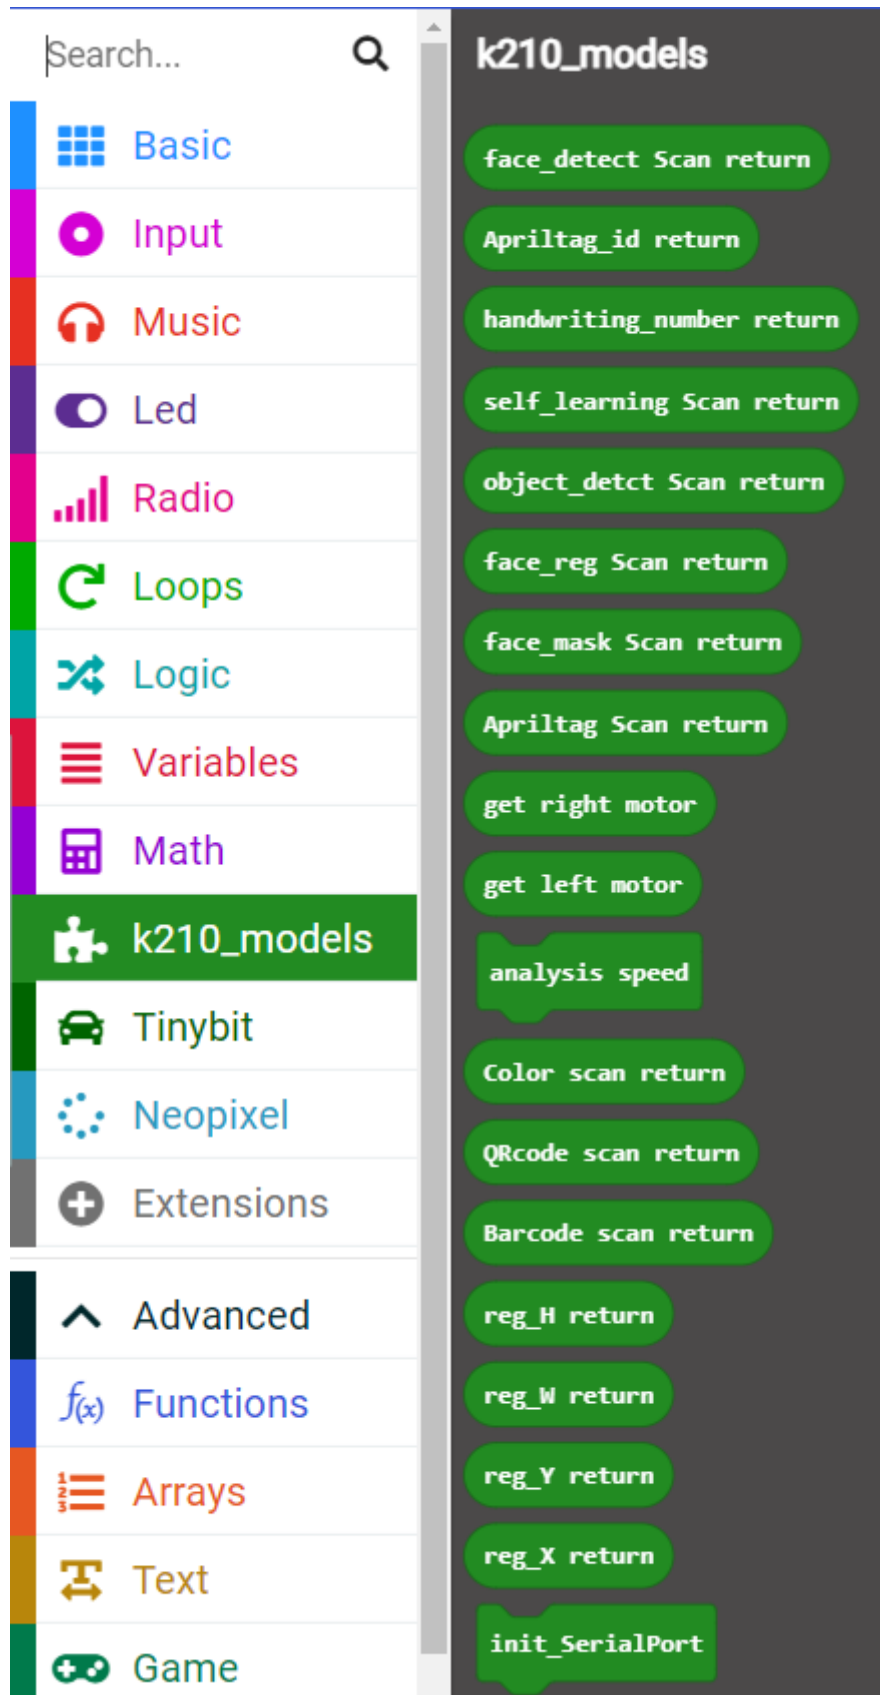 Search...
Basic
Input
Music
Led
Radio
Loops
Logic
Variables
Math
k210_models
Tinybit
Neopixel
Extensions
Advanced
f(x) Functions
1
2
3
Arrays
Text
Game
k210_models
face_detect Scan return
Apriltag_id return
handwriting_number return
self_learning Scan return
object_detct Scan return
face_reg Scan return
face_mask Scan return
Apriltag Scan return
get right motor
get left motor
analysis speed
Color scan return
QRcode scan return
Barcode scan return
reg_H return
reg_W return
reg_Y return
reg_X return
init_SerialPort